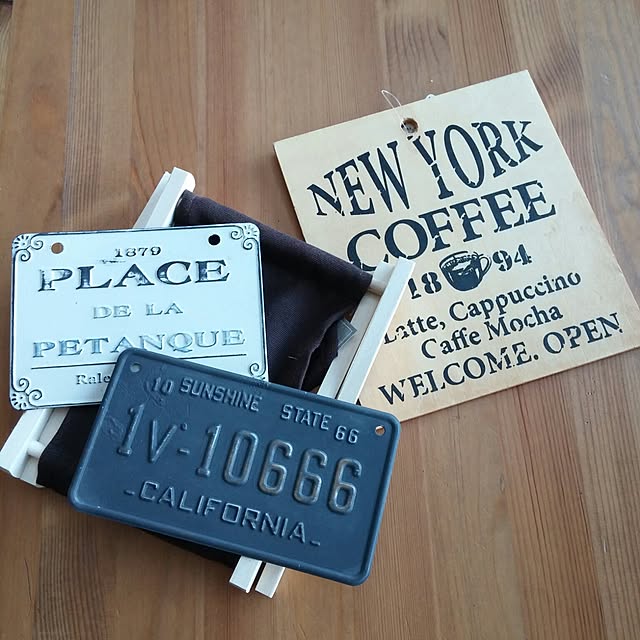 1879
PLACE
DE LA
PETANQUE
10 SUNSHINE STATE 66
1V-10666
-CALIFORNIA-
NEW YORK
COFFEE
18 94
Latte, Cappuccino
Caffe Mocha
WELCOME. OPEN